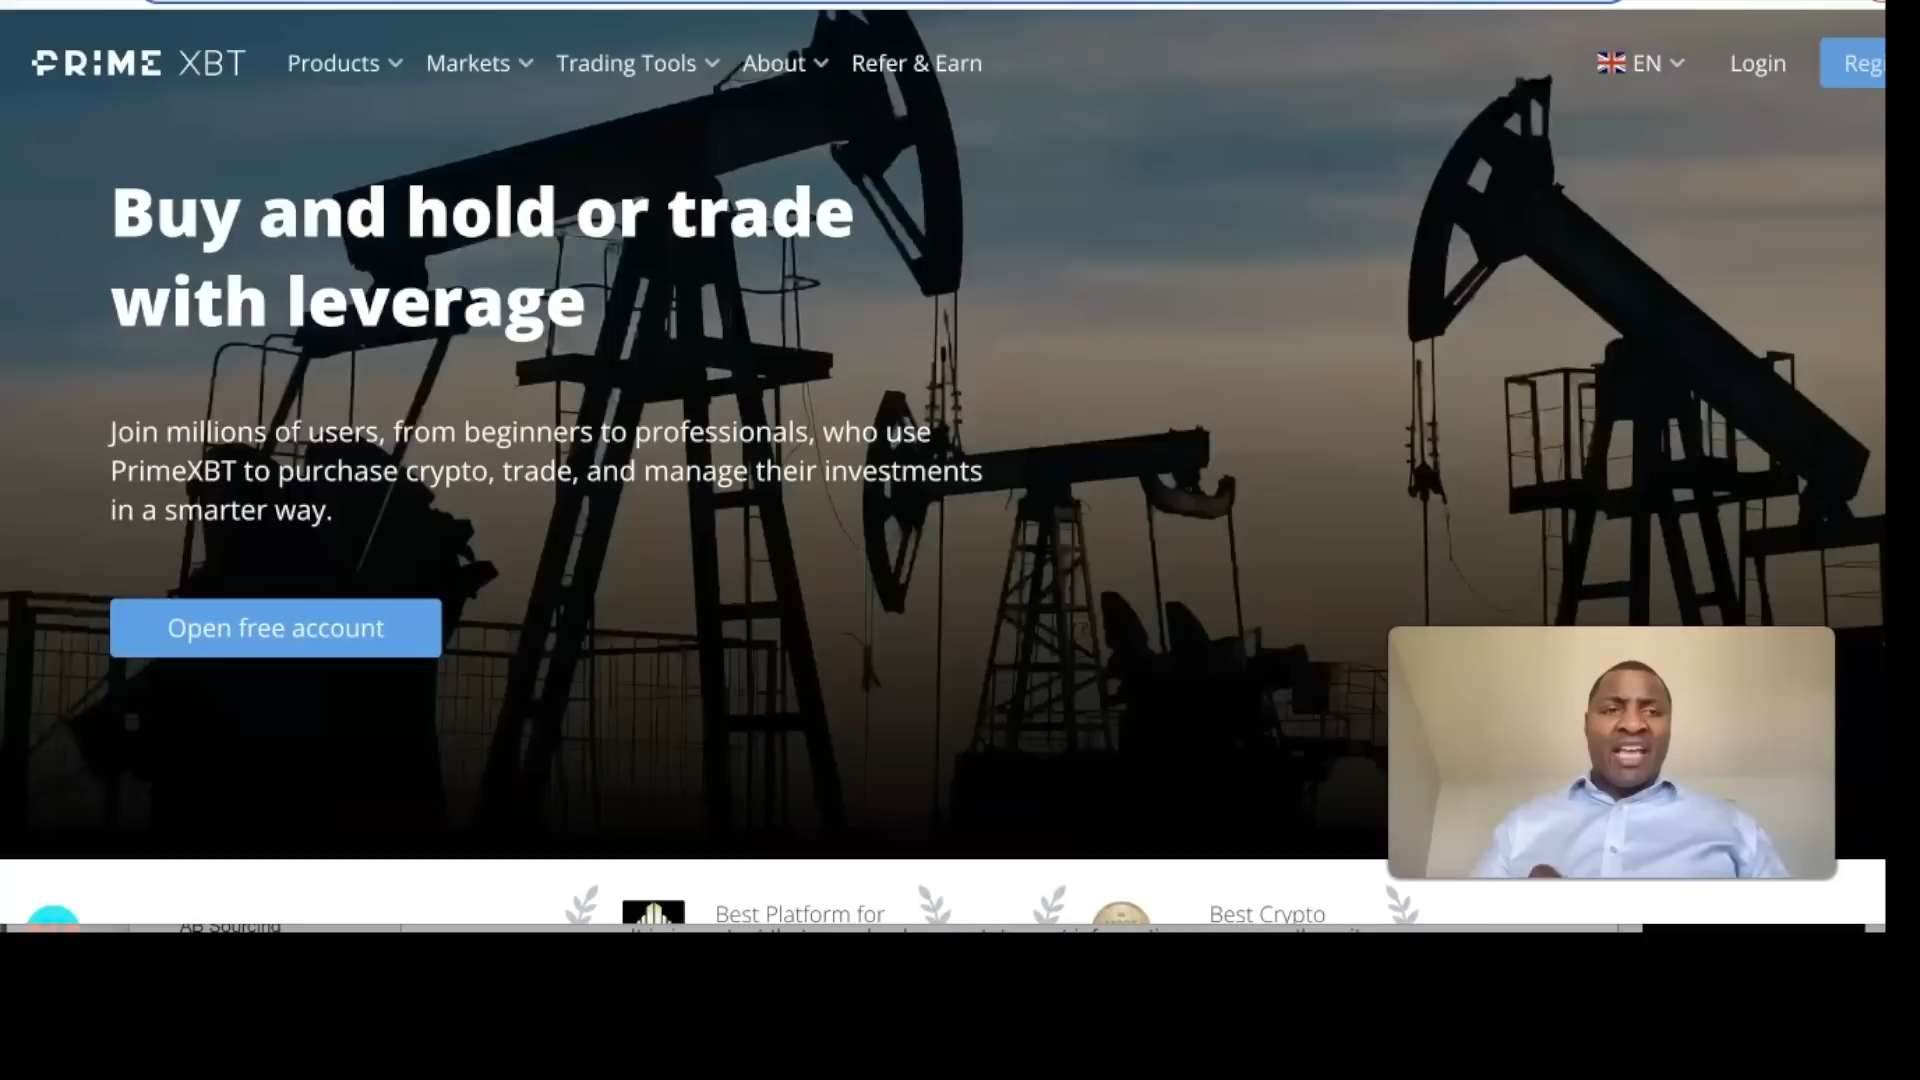 PRIME XBT
Products
Markets
Trading Tools
About
Refer & Earn
EN
Login
Buy and hold or trade
with leverage
Join millions of users, from beginners to professionals, who use
PrimeXBT to purchase crypto, trade, and manage their investments
in a smarter way.
Open free account
Best Platform for
Best Crypto
AB Sourcing